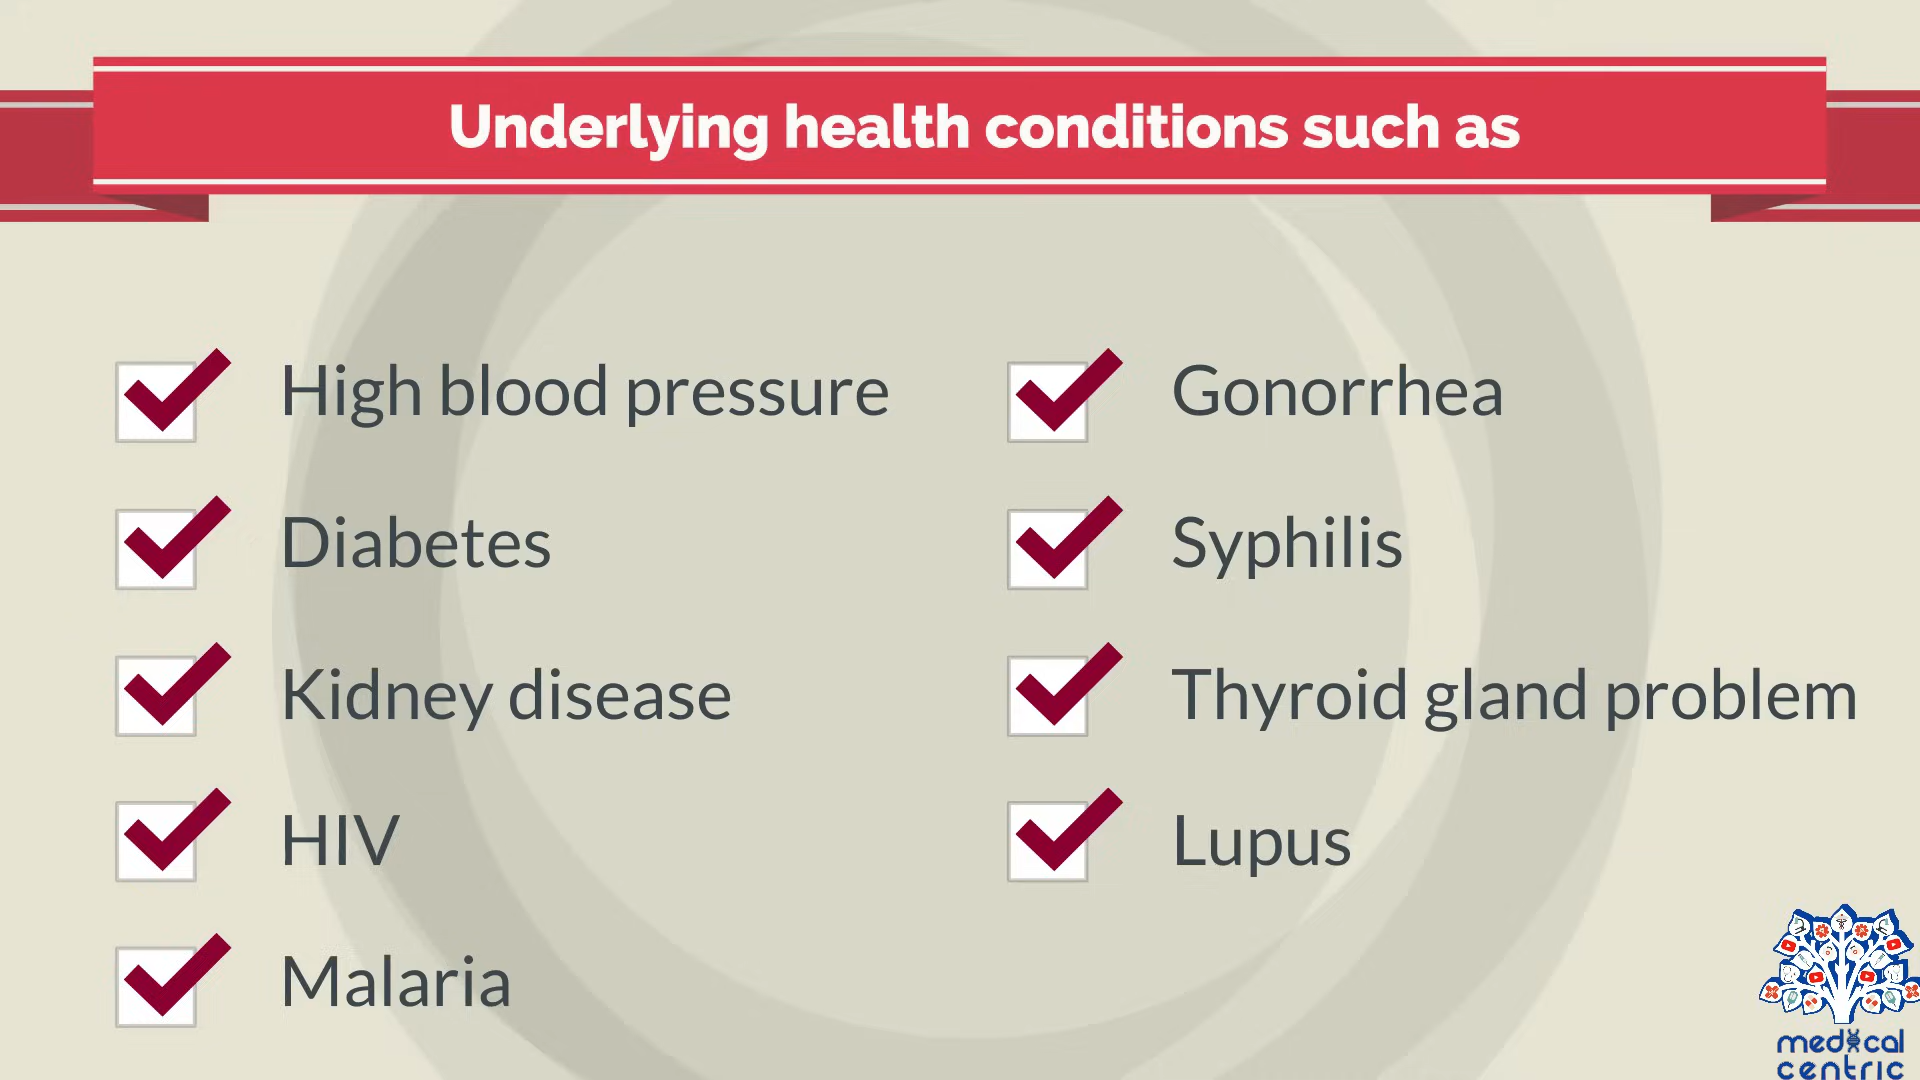 Underlying health conditions such as
High blood pressure
Diabetes
Kidney disease
HIV
Malaria
Gonorrhea
Syphilis
Thyroid gland problem
Lupus
medical
centric